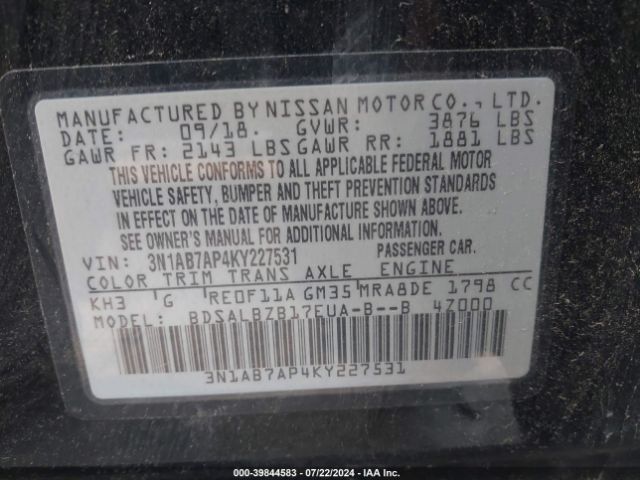 MANUFACTURED BY NISSAN MOTOR CO., LTD.
DATE: 09/18. GVWR: 3876 LBS
GAWR FR: 2143 LBS GAWR RR: 1881 LBS
THIS VEHICLE CONFORMS TO ALL APPLICABLE FEDERAL MOTOR
VEHICLE SAFETY, BUMPER AND THEFT PREVENTION STANDARDS
IN EFFECT ON THE DATE OF MANUFACTURE SHOWN ABOVE.
SEE OWNER'S MANUAL FOR ADDITIONAL INFORMATION.
VIN: 3N1AB7AP4KY227531 PASSENGER CAR.
COLOR TRIM TRANS AXLE ENGINE
KH3 G RE0F11A GM35 MRA8DE 1798 CC
MODEL: BDSALBZB17EUA-B--B 4Z000
3N1AB7AP4KY227531
000-39844583 | 07/22/2024 | IAA Inc.